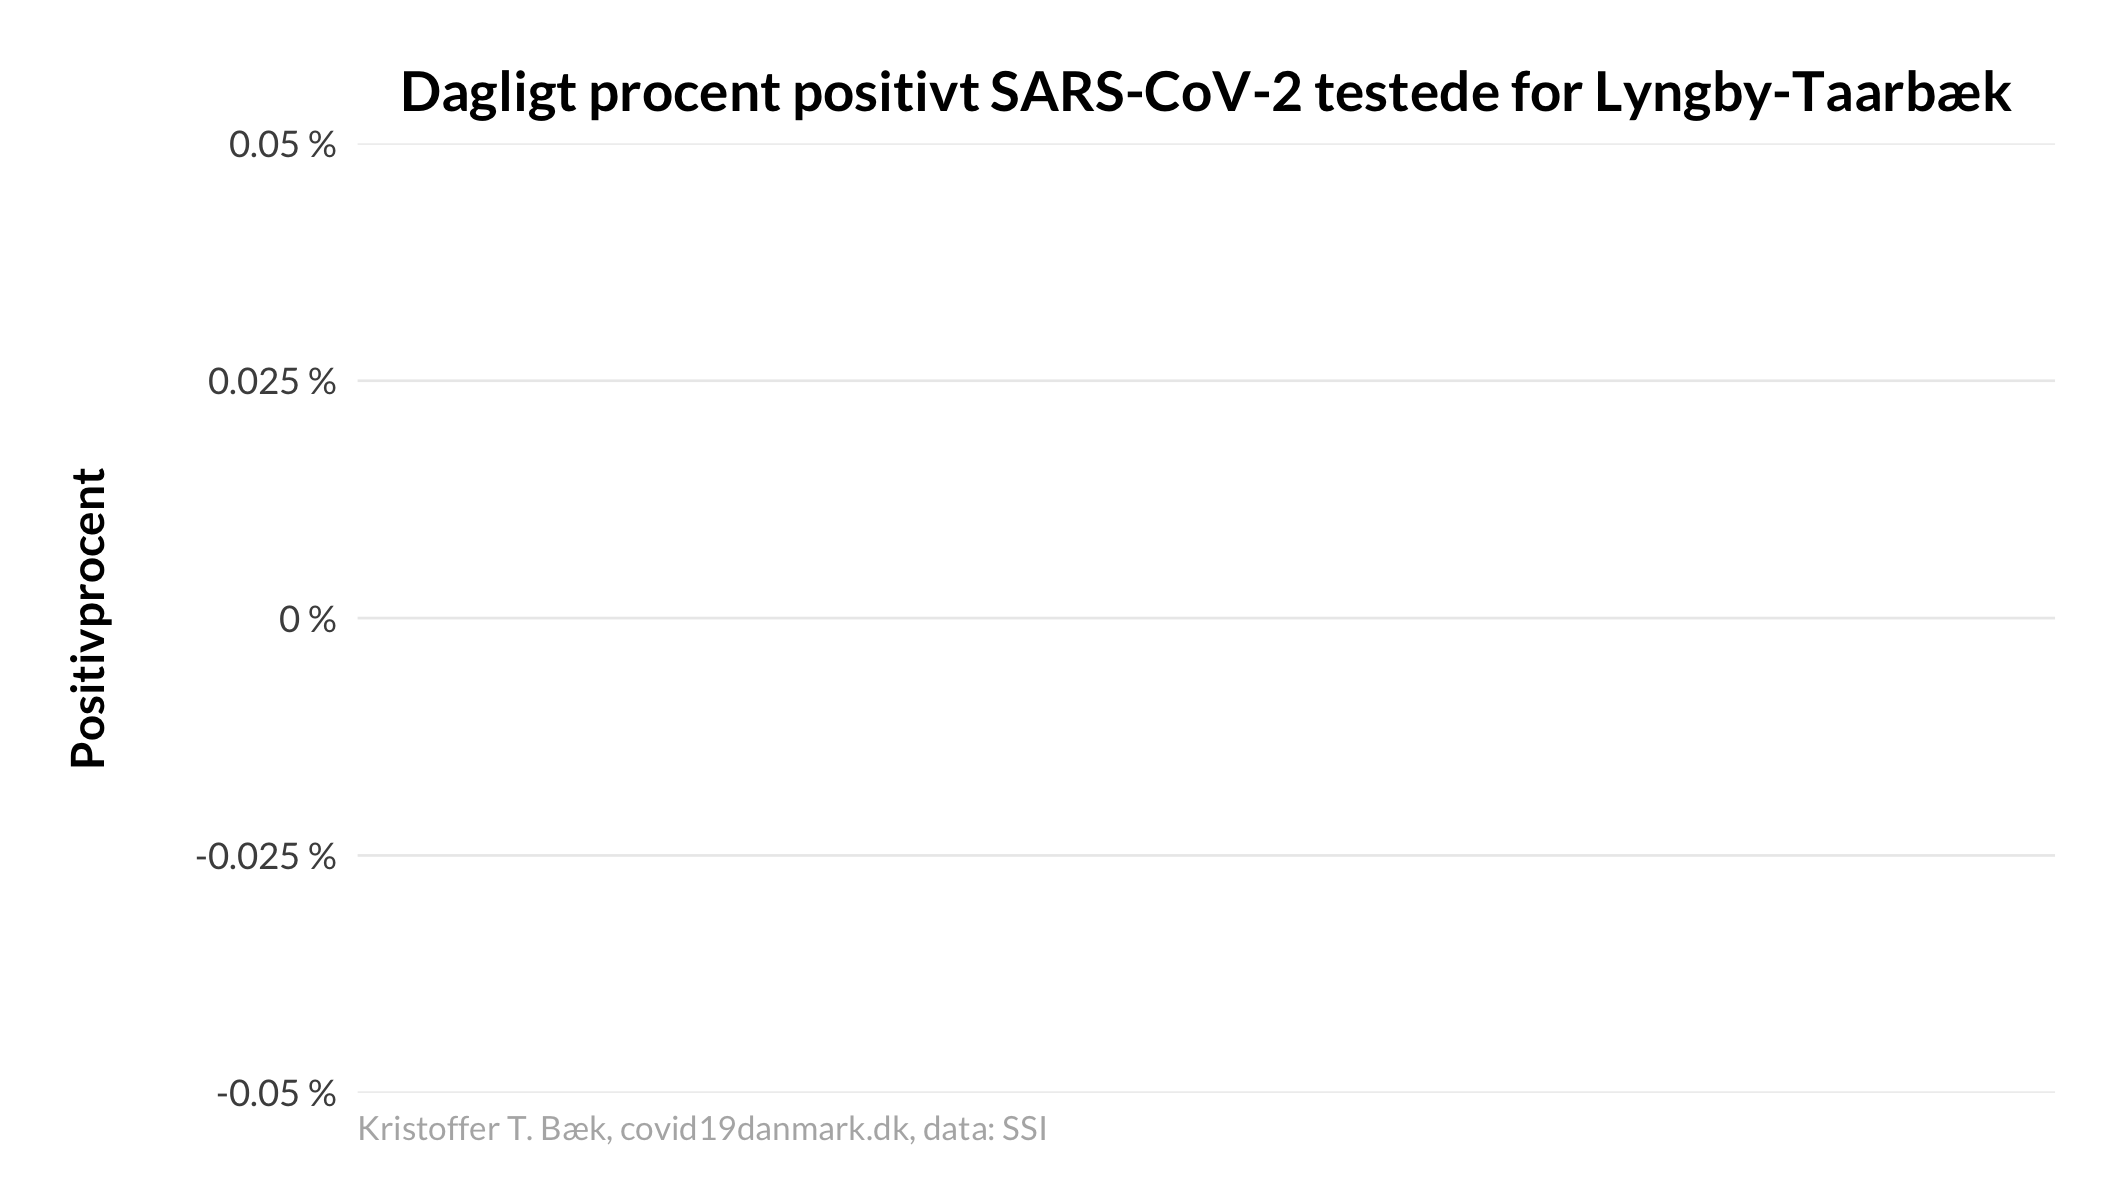 Dagligt procent positivt SARS-CoV-2 testede for Lyngby-Taarbæk
0.05 %
0.025 %
0 %
-0.025 %
-0.05 %
Positivprocent
Kristoffer T. Bæk, covid19danmark.dk, data: SSI